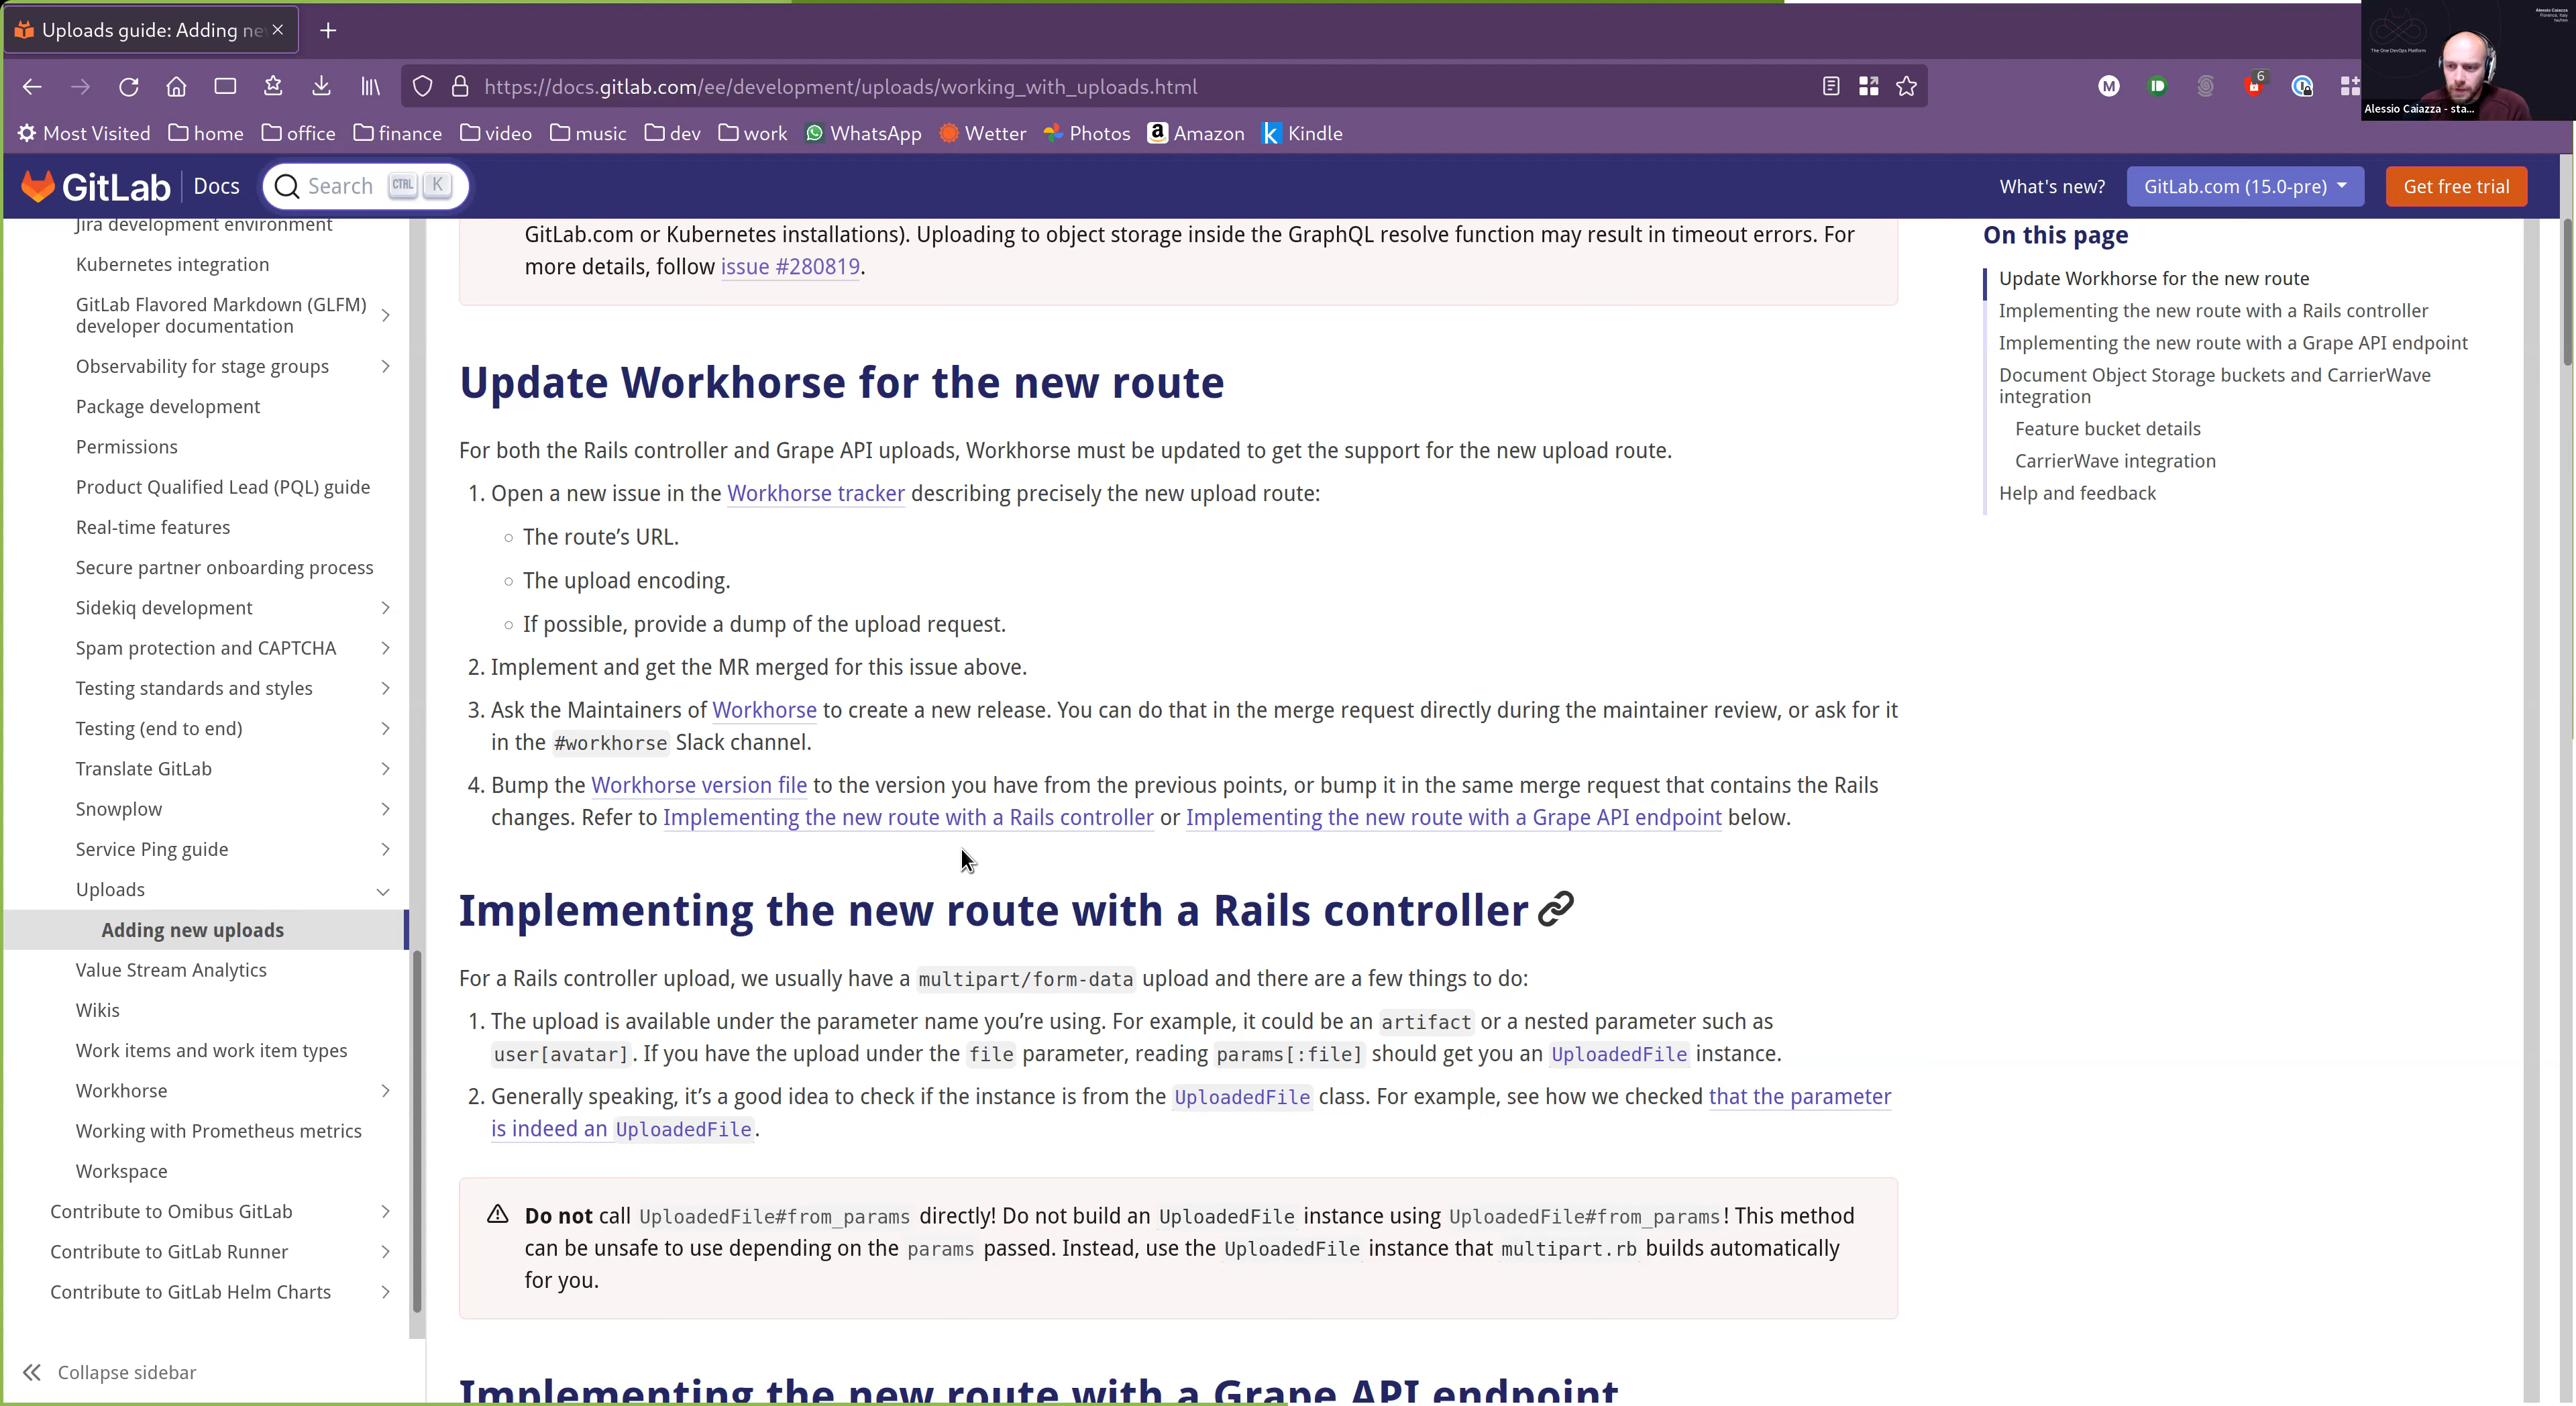 Uploads guide: Adding ne
https://docs.gitlab.com/ee/development/uploads/working_with_uploads.html
M
6
Alessio Caiazza
Florence, Italy
The One DevOps Platform
Alessio Caiazza - sta...
Most Visited
home
office
finance
video
music
dev
work
WhatsApp
Wetter
Photos
Amazon
Kindle
GitLab Docs
Search CTRL K
What's new?
GitLab.com (15.0-pre)
Get free trial
Jira development environment
Kubernetes integration
GitLab Flavored Markdown (GLFM)
developer documentation
Observability for stage groups
Package development
Permissions
Product Qualified Lead (PQL) guide
Real-time features
Secure partner onboarding process
Sidekiq development
Spam protection and CAPTCHA
Testing standards and styles
Testing (end to end)
Translate GitLab
Snowplow
Service Ping guide
Uploads
Adding new uploads
Value Stream Analytics
Wikis
Work items and work item types
Workhorse
Working with Prometheus metrics
Workspace
Contribute to Omibus GitLab
Contribute to GitLab Runner
Contribute to GitLab Helm Charts
Collapse sidebar
GitLab.com or Kubernetes installations). Uploading to object storage inside the GraphQL resolve function may result in timeout errors. For
more details, follow issue #280819.
Update Workhorse for the new route
For both the Rails controller and Grape API uploads, Workhorse must be updated to get the support for the new upload route.
1. Open a new issue in the Workhorse tracker describing precisely the new upload route:
○ The route’s URL.
○ The upload encoding.
○ If possible, provide a dump of the upload request.
2. Implement and get the MR merged for this issue above.
3. Ask the Maintainers of Workhorse to create a new release. You can do that in the merge request directly during the maintainer review, or ask for it
in the #workhorse Slack channel.
4. Bump the Workhorse version file to the version you have from the previous points, or bump it in the same merge request that contains the Rails
changes. Refer to Implementing the new route with a Rails controller or Implementing the new route with a Grape API endpoint below.
Implementing the new route with a Rails controller
For a Rails controller upload, we usually have a multipart/form-data upload and there are a few things to do:
1. The upload is available under the parameter name you’re using. For example, it could be an artifact or a nested parameter such as
user[avatar]. If you have the upload under the file parameter, reading params[:file] should get you an UploadedFile instance.
2. Generally speaking, it’s a good idea to check if the instance is from the UploadedFile class. For example, see how we checked that the parameter
is indeed an UploadedFile.
Do not call UploadedFile#from_params directly! Do not build an UploadedFile instance using UploadedFile#from_params! This method
can be unsafe to use depending on the params passed. Instead, use the UploadedFile instance that multipart.rb builds automatically
for you.
Implementing the new route with a Grape API endpoint
On this page
Update Workhorse for the new route
Implementing the new route with a Rails controller
Implementing the new route with a Grape API endpoint
Document Object Storage buckets and CarrierWave
integration
Feature bucket details
CarrierWave integration
Help and feedback